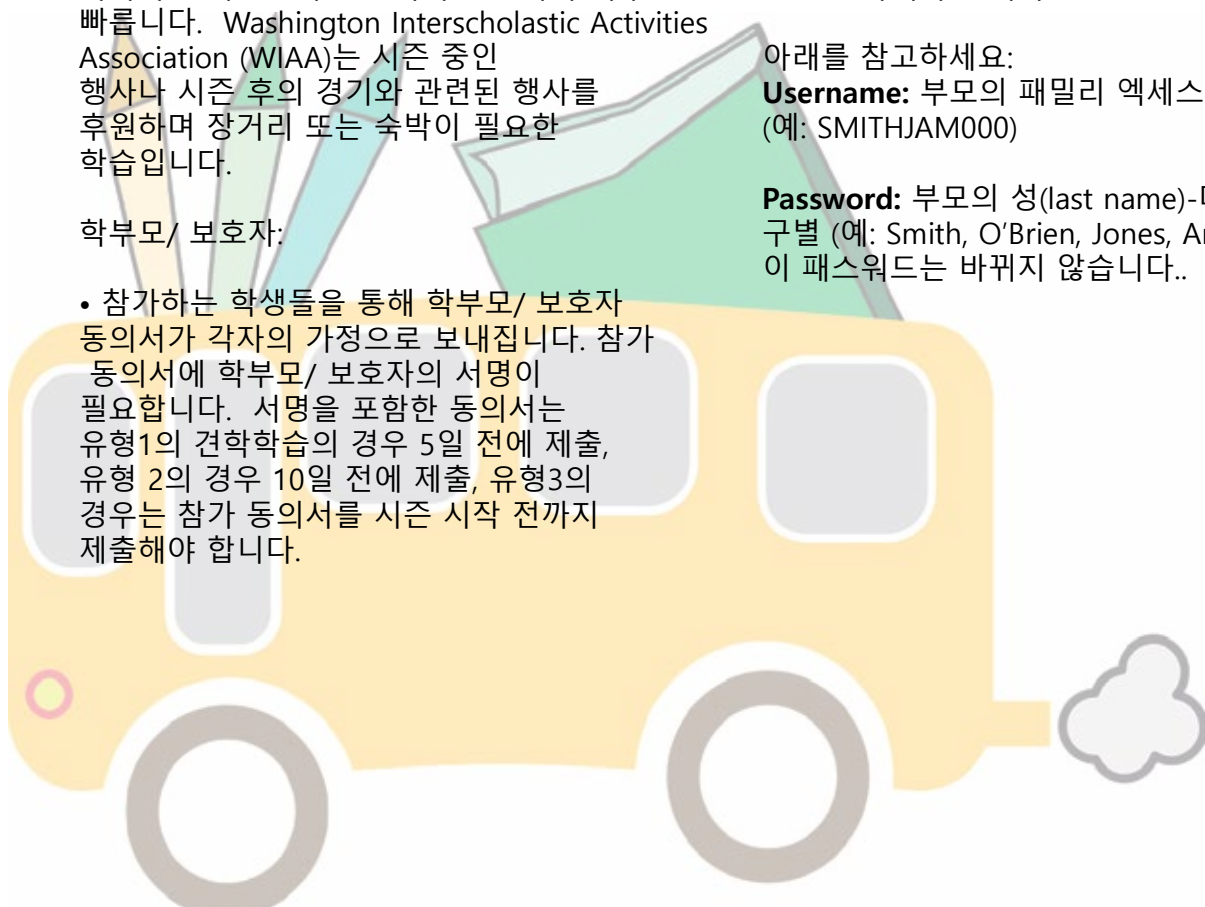 빠릅니다. Washington Interscholastic Activities
Association (WIAA)는 시즌 중인
행사나 시즌 후의 경기와 관련된 행사를
후원하며 장거리 또는 숙박이 필요한
학습입니다.
학부모/ 보호자:
• 참가하는 학생들을 통해 학부모/ 보호자
동의서가 각자의 가정으로 보내집니다. 참가
동의서에 학부모/ 보호자의 서명이
필요합니다. 서명을 포함한 동의서는
유형1의 견학학습의 경우 5일 전에 제출,
유형 2의 경우 10일 전에 제출, 유형3의
경우는 참가 동의서를 시즌 시작 전까지
제출해야 합니다.
아래를 참고하세요:
Username: 부모의 패밀리 엑세스
(예: SMITHJAM000)
Password: 부모의 성(last name)-
구별 (예: Smith, O’Brien, Jones,
이 패스워드는 바뀌지 않습니다..